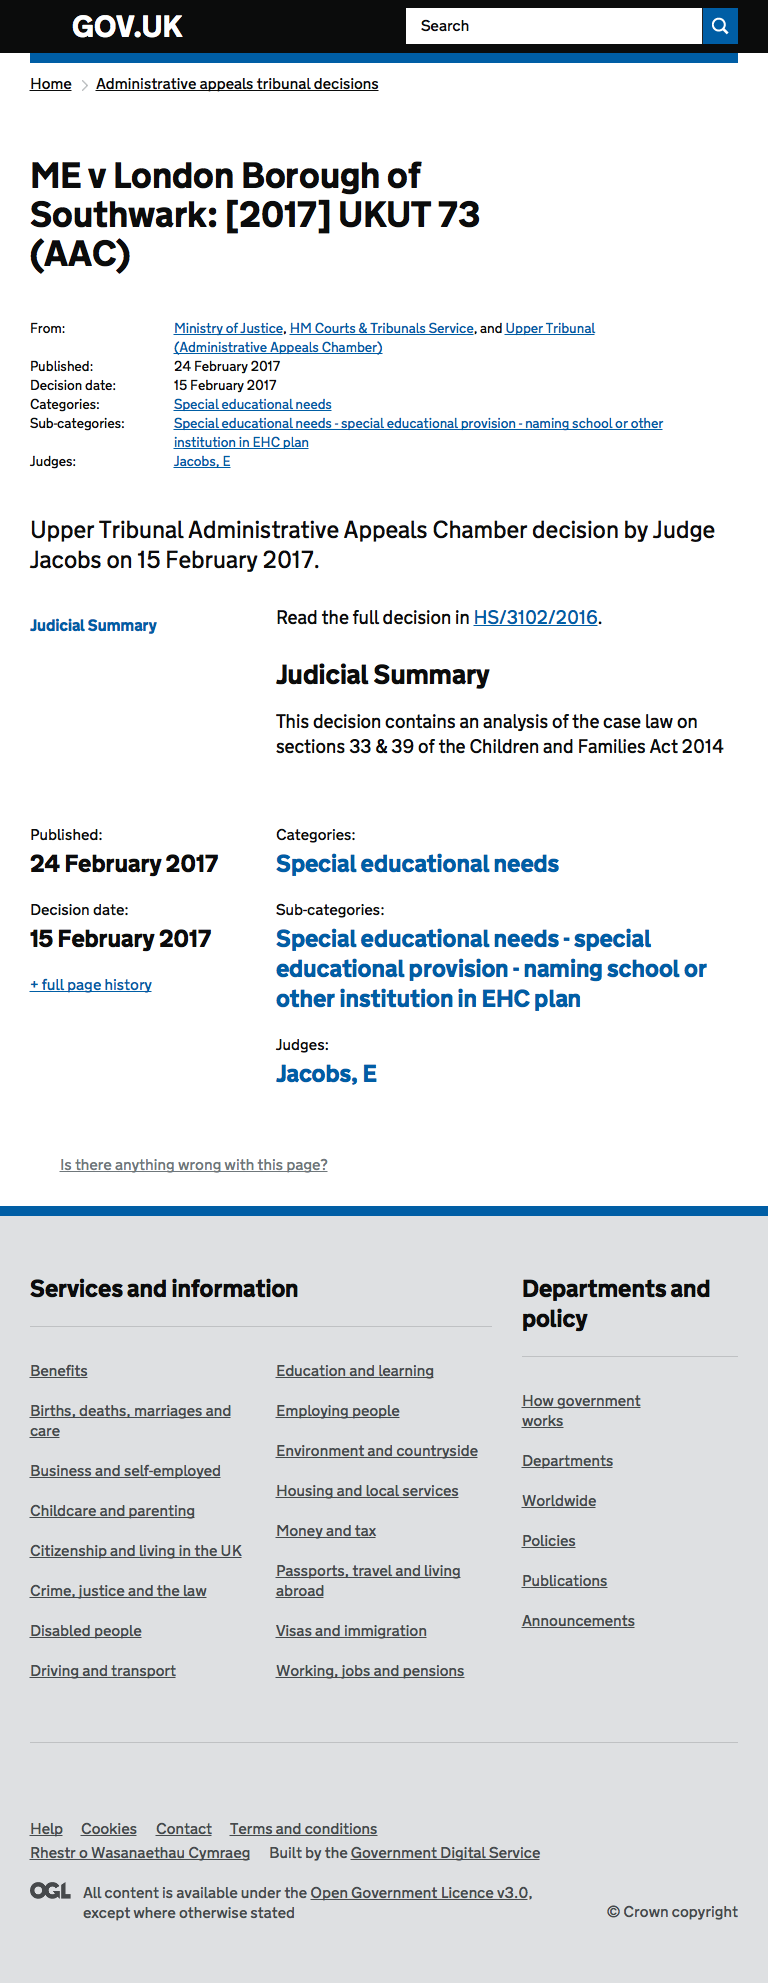 GOV.UK
Search
Home
Administrative appeals tribunal decisions
ME v London Borough of
Southwark: [2017] UKUT 73
(AAC)
From:
Ministry of Justice, HM Courts & Tribunals Service, and Upper Tribunal
(Administrative Appeals Chamber)
Published:
24 February 2017
Decision date:
15 February 2017
Categories:
Special educational needs
Sub-categories:
Special educational needs - special educational provision - naming school or other
institution in EHC plan
Judges:
Jacobs, E
Upper Tribunal Administrative Appeals Chamber decision by Judge
Jacobs on 15 February 2017.
Judicial Summary
Read the full decision in HS/3102/2016.
Judicial Summary
This decision contains an analysis of the case law on
sections 33 & 39 of the Children and Families Act 2014
Published:
24 February 2017
Decision date:
15 February 2017
+ full page history
Categories:
Special educational needs
Sub-categories:
Special educational needs - special
educational provision - naming school or
other institution in EHC plan
Judges:
Jacobs, E
Is there anything wrong with this page?
Services and information
Benefits
Births, deaths, marriages and
care
Business and self-employed
Childcare and parenting
Citizenship and living in the UK
Crime, justice and the law
Disabled people
Driving and transport
Education and learning
Employing people
Environment and countryside
Housing and local services
Money and tax
Passports, travel and living
abroad
Visas and immigration
Working, jobs and pensions
Departments and
policy
How government
works
Departments
Worldwide
Policies
Publications
Announcements
Help
Cookies
Contact
Terms and conditions
Rhestr o Wasanaethau Cymraeg
Built by the Government Digital Service
OGL
All content is available under the Open Government Licence v3.0,
except where otherwise stated
© Crown copyright